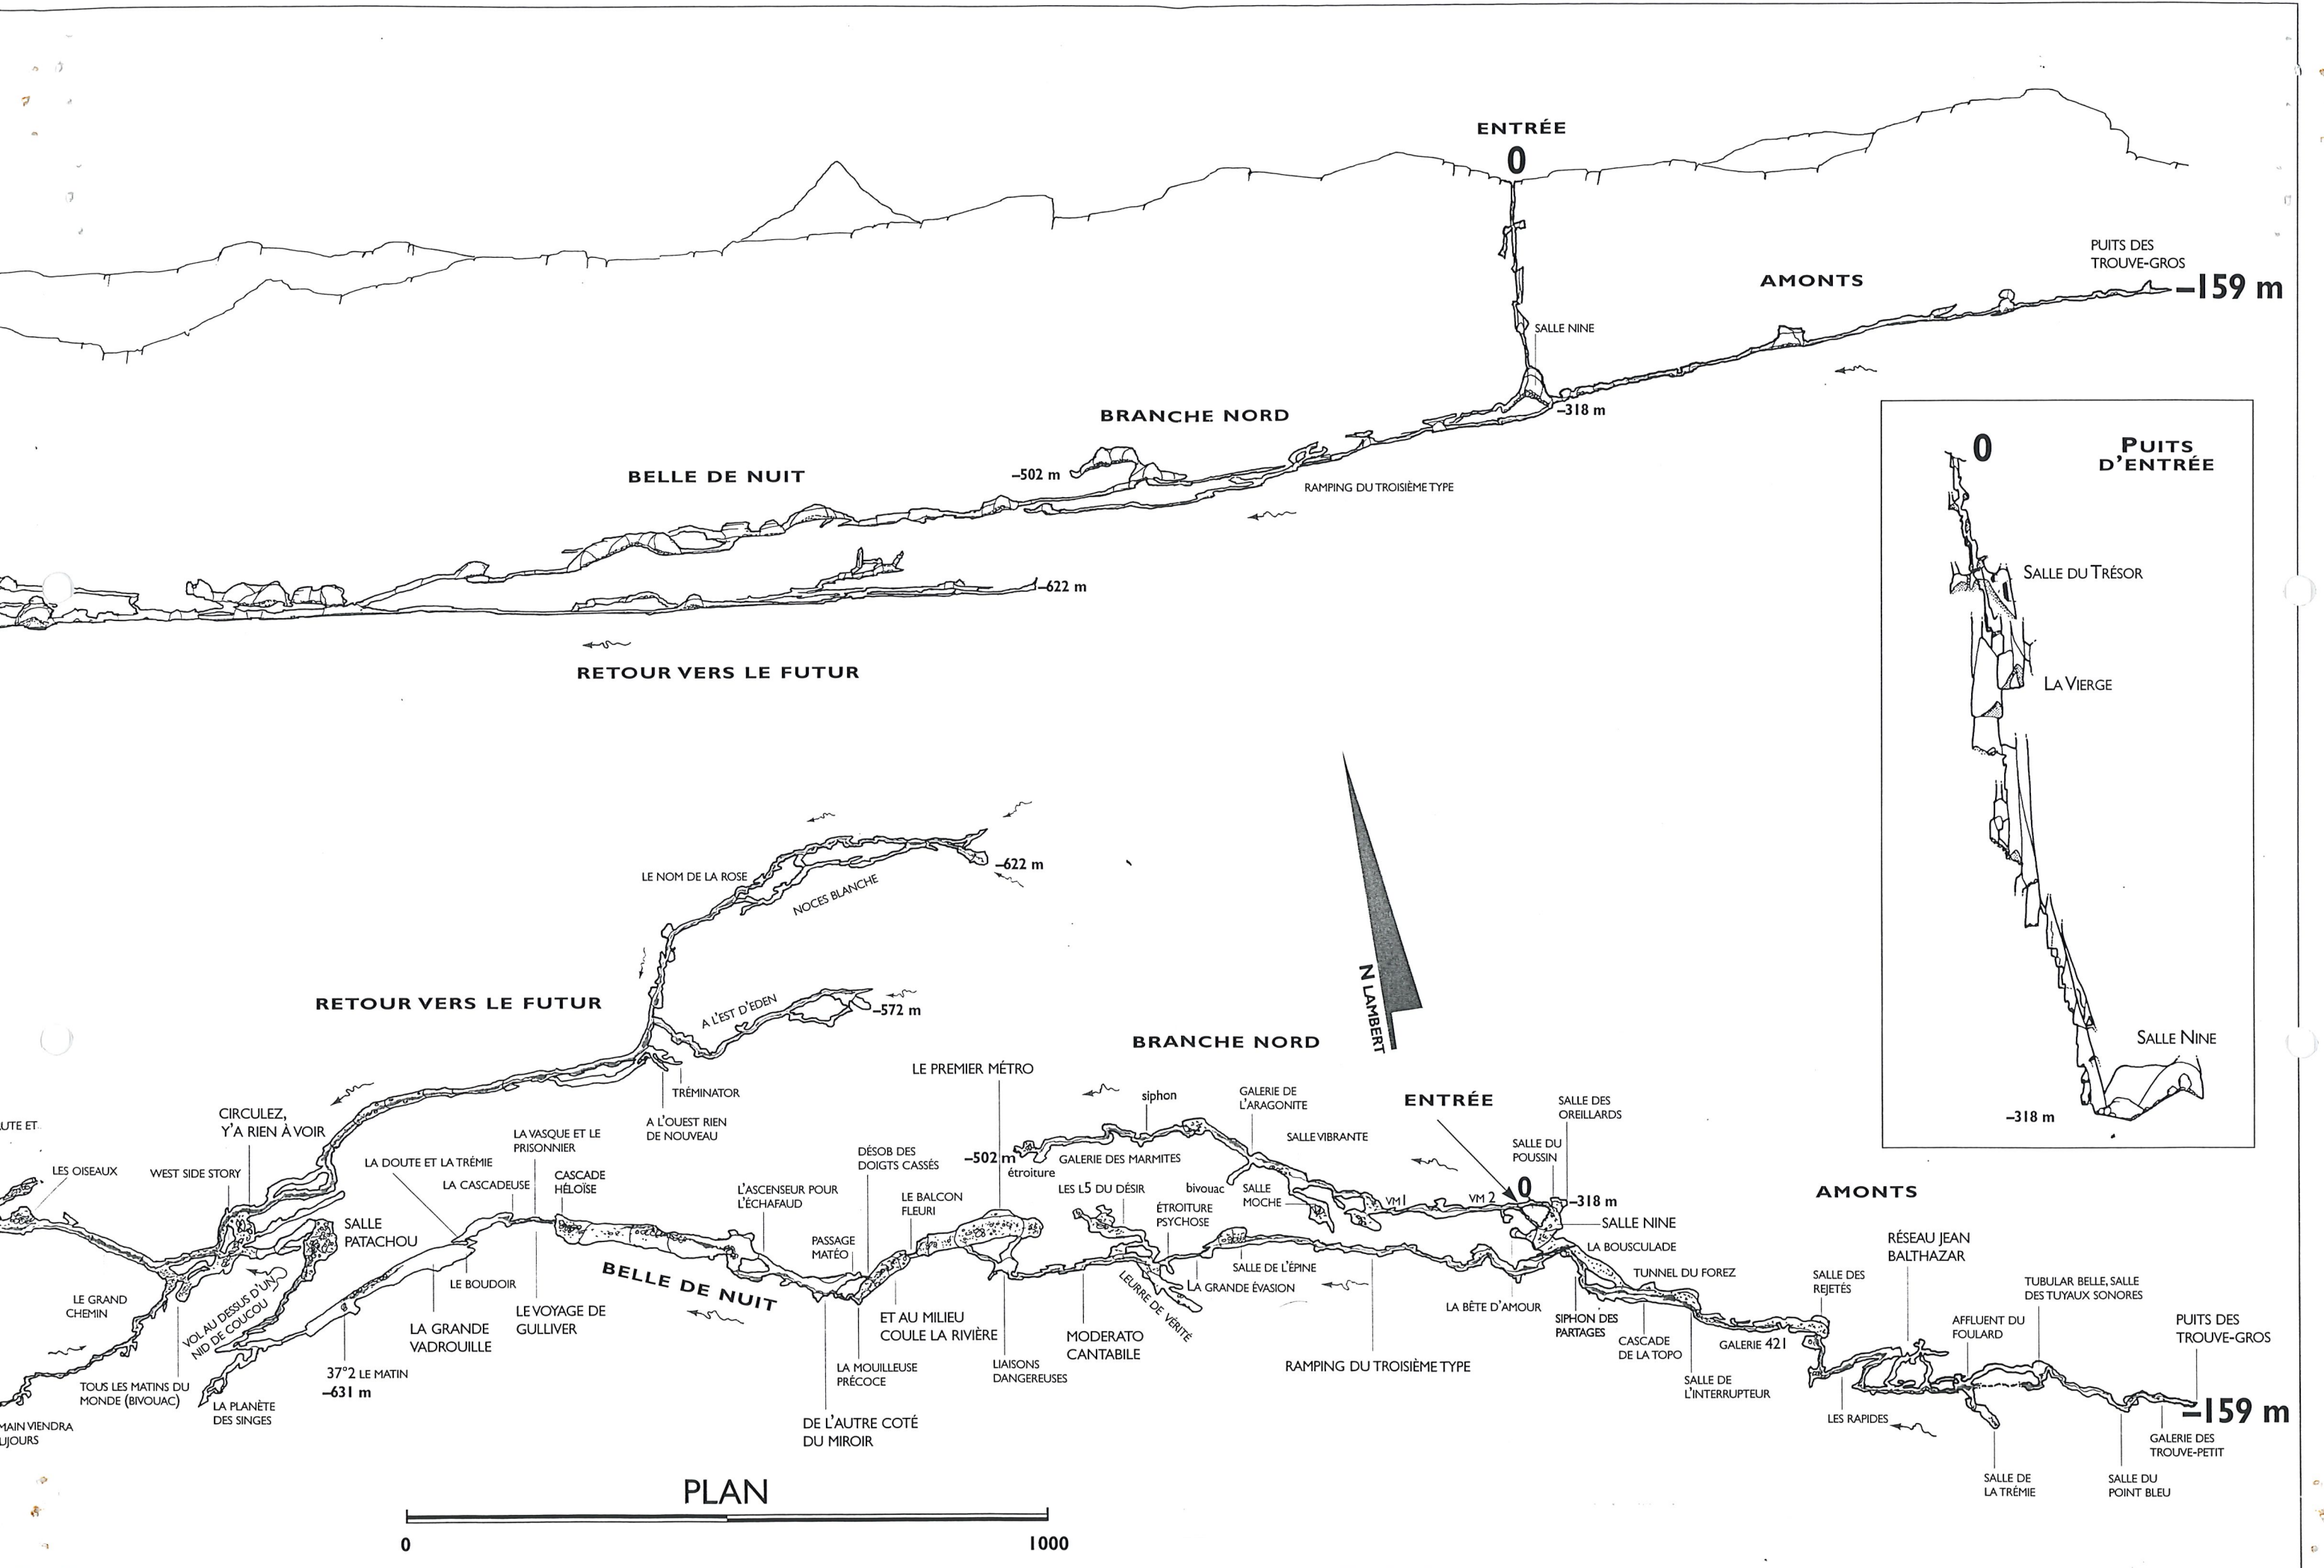 ENTRÉE
0
PUITS DES
TROUVE-GROS
AMONTS
–159 m
SALLE NINE
–318 m
BRANCHE NORD
–502 m
BELLE DE NUIT
RAMPING DU TROISIÈME TYPE
–622 m
RETOUR VERS LE FUTUR
0
PUITS
D'ENTRÉE
SALLE DU TRÉSOR
LA VIERGE
SALLE NINE
–318 m
–622 m
LE NOM DE LA ROSE
NOCES BLANCHE
N LAMBERT
RETOUR VERS LE FUTUR
A L'EST D'EDEN
–572 m
TRÉMINATOR
A L'OUEST RIEN
DE NOUVEAU
BRANCHE NORD
LE PREMIER MÉTRO
siphon
GALERIE DE
L'ARAGONITE
ENTRÉE
SALLE DES
OREILLARDS
CIRCULEZ,
Y'A RIEN À VOIR
UTE ET
LES OISEAUX
WEST SIDE STORY
LA DOUTE ET LA TRÉMIE
LA CASCADEUSE
LA VASQUE ET LE
PRISONNIER
CASCADE
HÉLOÏSE
L'ASCENSEUR POUR
L'ÉCHAFAUD
DÉSOB DES
DOIGTS CASSÉS
LE BALCON
FLEURI
PASSAGE
MATÉO
–502 m
étroiture
GALERIE DES MARMITES
LES L5 DU DÉSIR
ÉTROITURE
PSYCHOSE
bivouac
SALLE
MOCHE
SALLE VIBRANTE
VM1
VM 2
0
SALLE DU
POUSSIN
–318 m
SALLE NINE
LA BOUSCULADE
AMONTS
RÉSEAU JEAN
BALTHAZAR
SALLE
PATACHOU
LE GRAND
CHEMIN
VOL AU DESSUS D'UN
NID DE COUCOU
LE BOUDOIR
BELLE DE NUIT
LE VOYAGE DE
GULLIVER
LA GRANDE
VADROUILLE
37°2 LE MATIN
–631 m
TOUS LES MATINS DU
MONDE (BIVOUAC)
LA PLANÈTE
DES SINGES
MAIN VIENDRA
UJOURS
ET AU MILIEU
COULE LA RIVIÈRE
LA MOUILLEUSE
PRÉCOCE
DE L'AUTRE COTÉ
DU MIROIR
LIAISONS
DANGEREUSES
MODERATO
CANTABILE
LEURRE DE VÉRITÉ
LA GRANDE ÉVASION
SALLE DE L'ÉPINE
RAMPING DU TROISIÈME TYPE
LA BÊTE D'AMOUR
SIPHON DES
PARTAGES
TUNNEL DU FOREZ
CASCADE
DE LA TOPO
SALLE DE
L'INTERRUPTEUR
GALERIE 421
SALLE DES
REJETÉS
LES RAPIDES
AFFLUENT DU
FOULARD
TUBULAR BELLE, SALLE
DES TUYAUX SONORES
PUITS DES
TROUVE-GROS
–159 m
GALERIE DES
TROUVE-PETIT
SALLE DE
LA TRÉMIE
SALLE DU
POINT BLEU
PLAN
0
1000